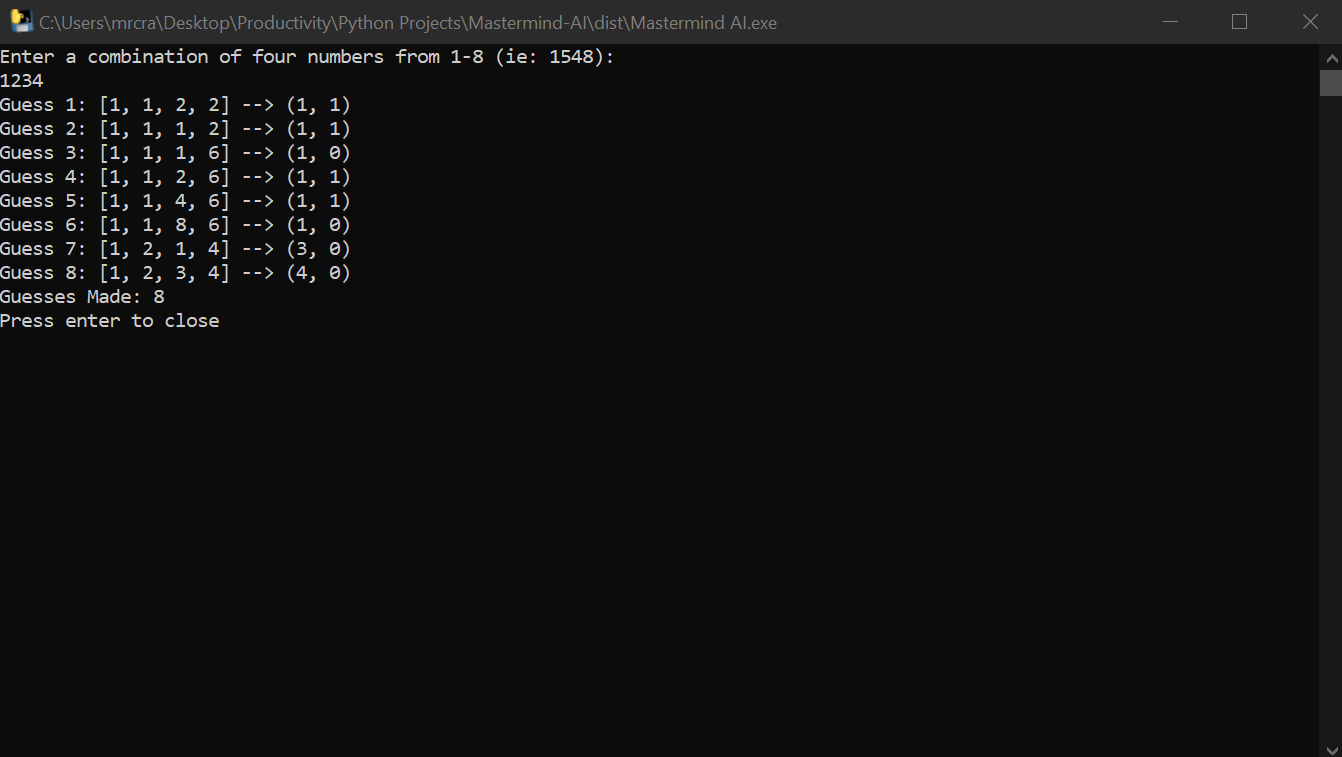 C:\Users\mrcra\Desktop\Productivity\Python Projects\Mastermind-AI\dist\Mastermind AI.exe
Enter a combination of four numbers from 1-8 (ie: 1548):
1234
Guess 1: [1, 1, 2, 2] --> (1, 1)
Guess 2: [1, 1, 1, 2] --> (1, 1)
Guess 3: [1, 1, 1, 6] --> (1, 0)
Guess 4: [1, 1, 2, 6] --> (1, 1)
Guess 5: [1, 1, 4, 6] --> (1, 1)
Guess 6: [1, 1, 8, 6] --> (1, 0)
Guess 7: [1, 2, 1, 4] --> (3, 0)
Guess 8: [1, 2, 3, 4] --> (4, 0)
Guesses Made: 8
Press enter to close